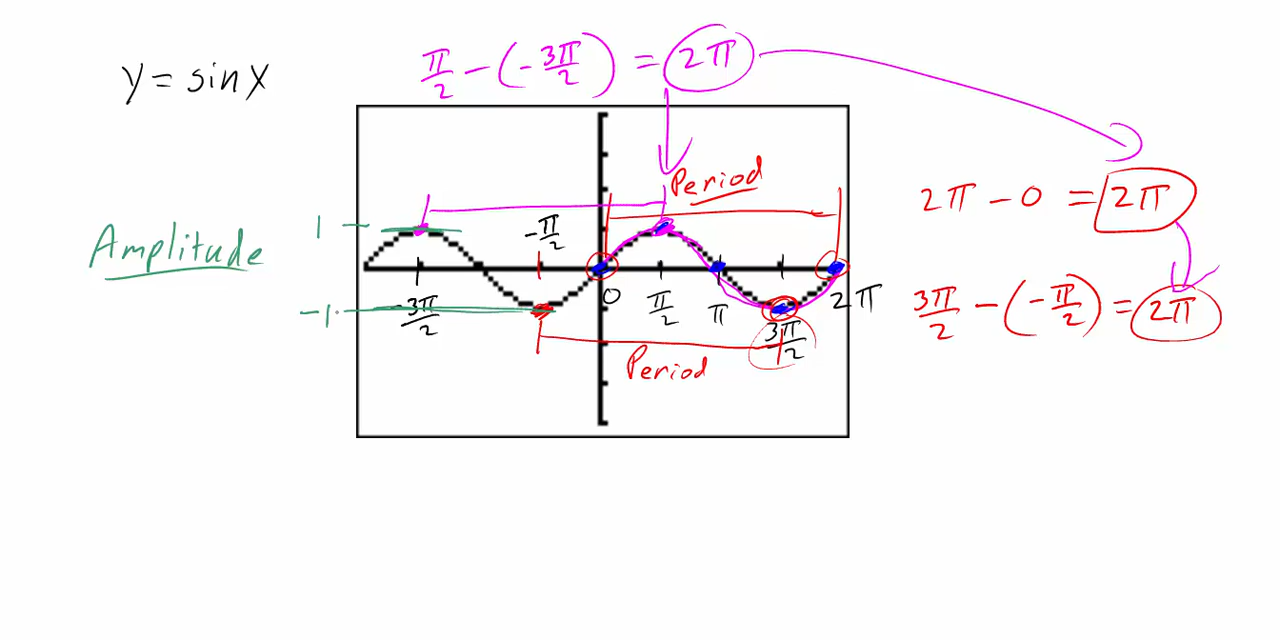 y = sin x
π/2 - (-3π/2) = 2π
Period
2π - 0 = 2π
Amplitude
1
-π/2
-1
-3π/2
0
π/2
π
3π/2
2π
3π/2 - (-π/2) = 2π
Period